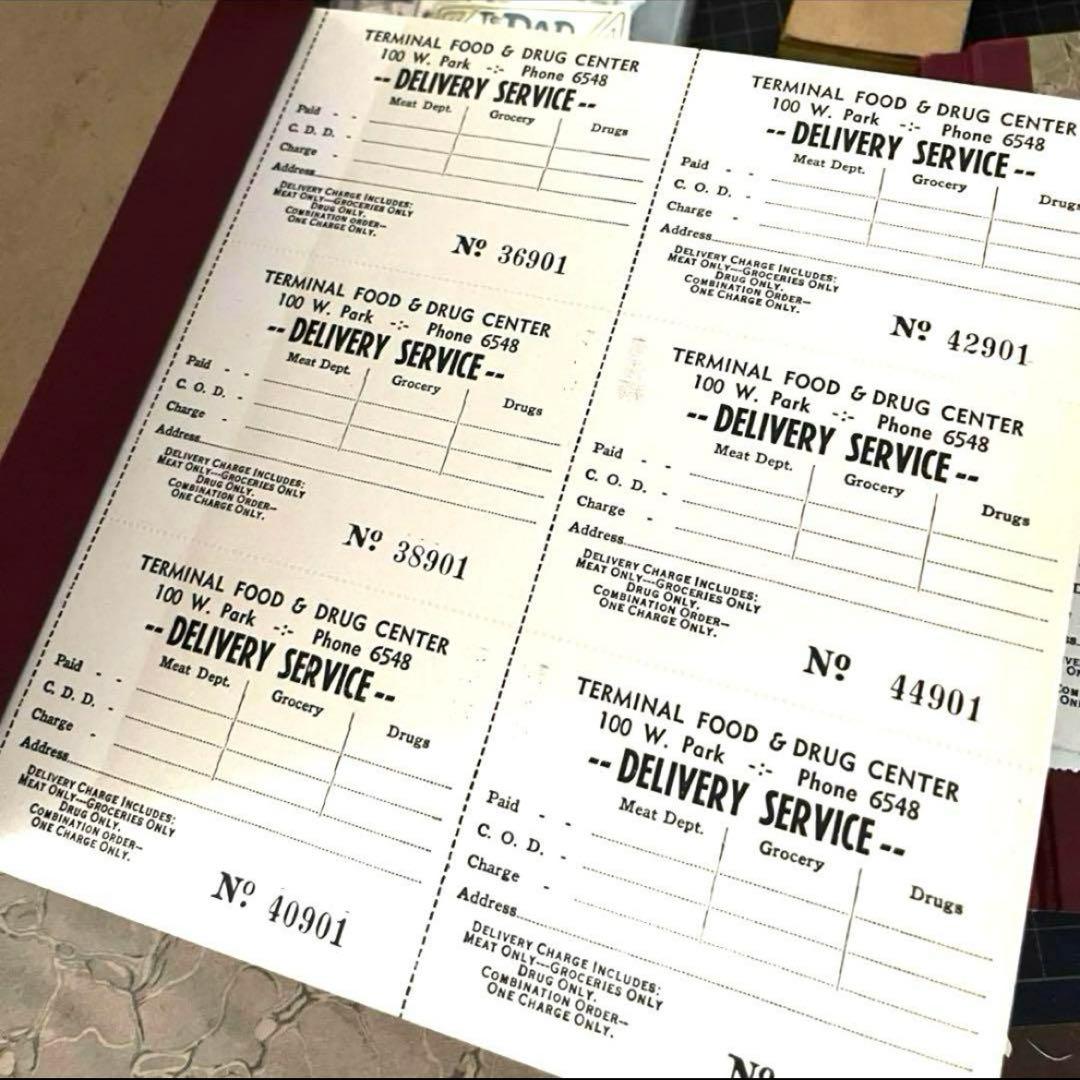 To DAD
TERMINAL FOOD & DRUG CENTER
100 W. Park -:- Phone 6548
-- DELIVERY SERVICE --
Meat Dept. Grocery Drugs
Paid - -
C. D. D. -
Charge -
Address
DELIVERY CHARGE INCLUDES:
MEAT ONLY—GROCERIES ONLY
DRUG ONLY.
COMBINATION ORDER—
ONE CHARGE ONLY.
Nº 36901
TERMINAL FOOD & DRUG CENTER
100 W. Park -:- Phone 6548
-- DELIVERY SERVICE --
Meat Dept. Grocery Drugs
Paid - -
C. O. D. -
Charge -
Address
DELIVERY CHARGE INCLUDES:
MEAT ONLY—GROCERIES ONLY
DRUG ONLY.
COMBINATION ORDER—
ONE CHARGE ONLY.
Nº 38901
TERMINAL FOOD & DRUG CENTER
100 W. Park -:- Phone 6548
-- DELIVERY SERVICE --
Meat Dept. Grocery Drugs
Paid - -
C. D. D. -
Charge -
Address
DELIVERY CHARGE INCLUDES:
MEAT ONLY—GROCERIES ONLY
DRUG ONLY.
COMBINATION ORDER—
ONE CHARGE ONLY.
Nº 40901
TERMINAL FOOD & DRUG CENTER
100 W. Park -:- Phone 6548
-- DELIVERY SERVICE --
Meat Dept. Grocery Drugs
Paid - -
C. O. D. -
Charge -
Address
DELIVERY CHARGE INCLUDES:
MEAT ONLY—GROCERIES ONLY
DRUG ONLY.
COMBINATION ORDER—
ONE CHARGE ONLY.
Nº 42901
TERMINAL FOOD & DRUG CENTER
100 W. Park -:- Phone 6548
-- DELIVERY SERVICE --
Meat Dept. Grocery Drugs
Paid - -
C. O. D. -
Charge -
Address
DELIVERY CHARGE INCLUDES:
MEAT ONLY—GROCERIES ONLY
DRUG ONLY.
COMBINATION ORDER—
ONE CHARGE ONLY.
Nº 44901
TERMINAL FOOD & DRUG CENTER
100 W. Park -:- Phone 6548
-- DELIVERY SERVICE --
Meat Dept. Grocery Drugs
Paid - -
C. O. D. -
Charge -
Address
DELIVERY CHARGE INCLUDES:
MEAT ONLY—GROCERIES ONLY
DRUG ONLY.
COMBINATION ORDER—
ONE CHARGE ONLY.
Nº